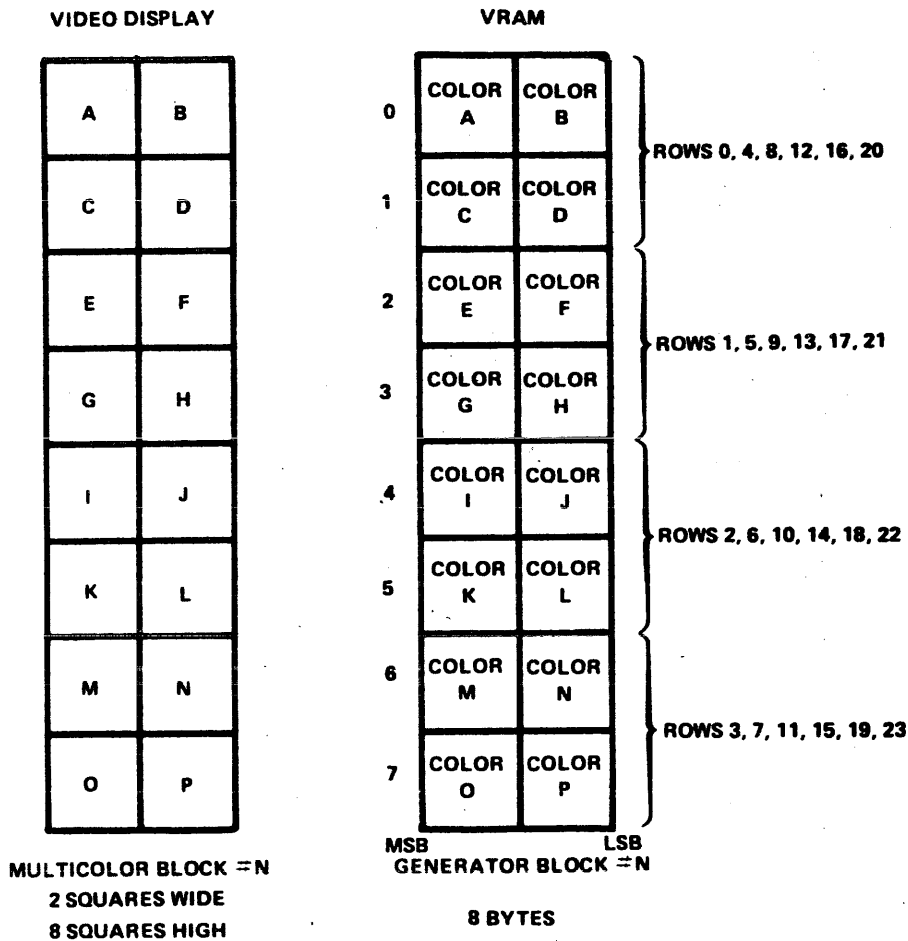 VIDEO DISPLAY
A B
C D
E F
G H
I J
K L
M N
O P
MULTICOLOR BLOCK #N
2 SQUARES WIDE
8 SQUARES HIGH
VRAM
0
COLOR COLOR
A B
ROWS 0, 4, 8, 12, 16, 20
1
COLOR COLOR
C D
2
COLOR COLOR
E F
ROWS 1, 5, 9, 13, 17, 21
3
COLOR COLOR
G H
4
COLOR COLOR
I J
ROWS 2, 6, 10, 14, 18, 22
5
COLOR COLOR
K L
6
COLOR COLOR
M N
ROWS 3, 7, 11, 15, 19, 23
7
COLOR COLOR
O P
MSB LSB
GENERATOR BLOCK #N
8 BYTES